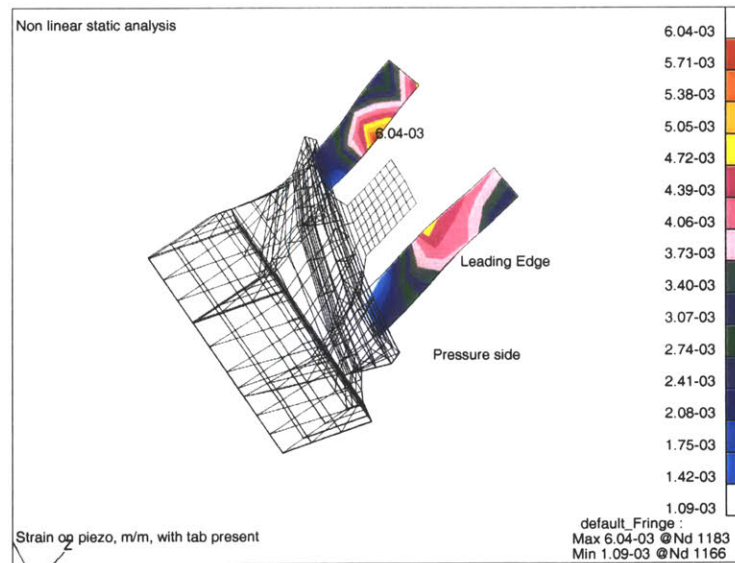 Non linear static analysis
6.04-03
5.71-03
5.38-03
5.05-03
4.72-03
4.39-03
4.06-03
3.73-03
3.40-03
3.07-03
2.74-03
2.41-03
2.08-03
1.75-03
1.42-03
1.09-03
6.04-03
Leading Edge
Pressure side
Strain on piezo, m/m, with tab present
Z
default_Fringe :
Max 6.04-03 @Nd 1183
Min 1.09-03 @Nd 1166